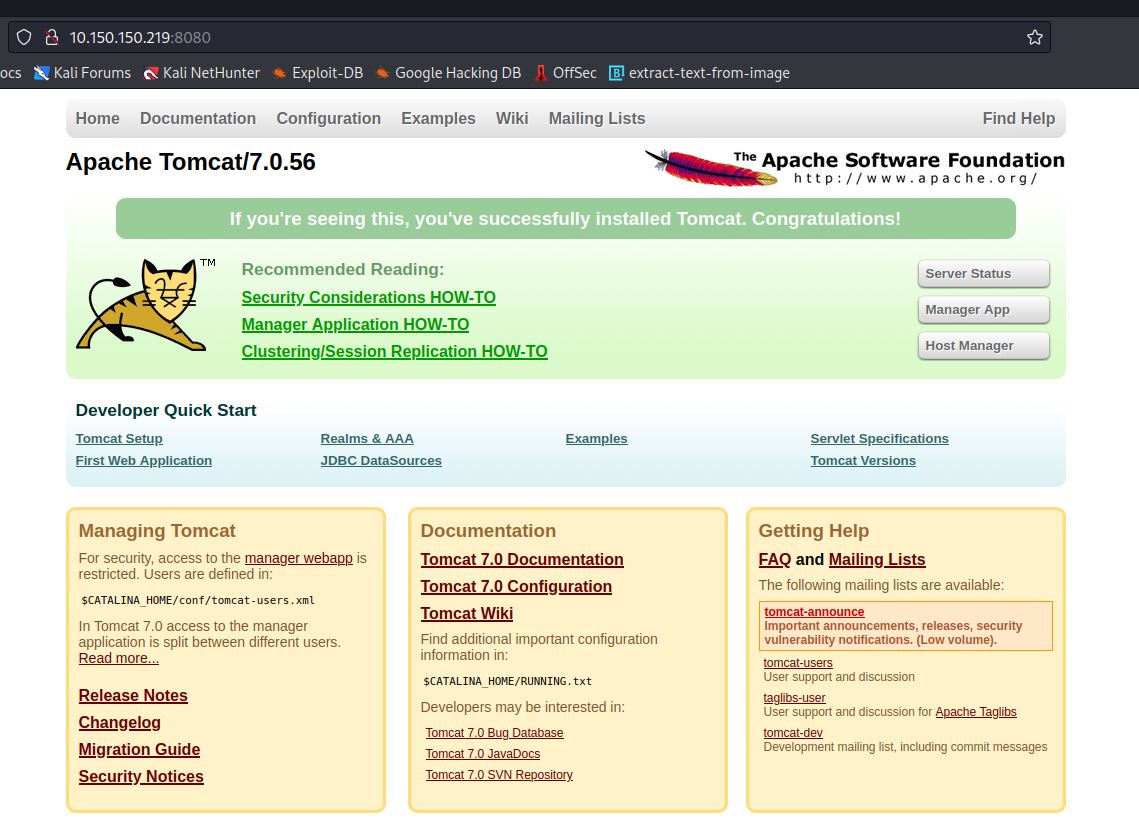 10.150.150.219:8080
ocs Kali Forums Kali NetHunter Exploit-DB Google Hacking DB OffSec extract-text-from-image
Home Documentation Configuration Examples Wiki Mailing Lists Find Help
Apache Tomcat/7.0.56
The Apache Software Foundation
http://www.apache.org/
If you're seeing this, you've successfully installed Tomcat. Congratulations!
TM
Recommended Reading:
Security Considerations HOW-TO
Manager Application HOW-TO
Clustering/Session Replication HOW-TO
Server Status
Manager App
Host Manager
Developer Quick Start
Tomcat Setup
First Web Application
Realms & AAA
JDBC DataSources
Examples
Servlet Specifications
Tomcat Versions
Managing Tomcat
For security, access to the manager webapp is
restricted. Users are defined in:
$CATALINA_HOME/conf/tomcat-users.xml
In Tomcat 7.0 access to the manager
application is split between different users.
Read more...
Release Notes
Changelog
Migration Guide
Security Notices
Documentation
Tomcat 7.0 Documentation
Tomcat 7.0 Configuration
Tomcat Wiki
Find additional important configuration
information in:
$CATALINA_HOME/RUNNING.txt
Developers may be interested in:
Tomcat 7.0 Bug Database
Tomcat 7.0 JavaDocs
Tomcat 7.0 SVN Repository
Getting Help
FAQ and Mailing Lists
The following mailing lists are available:
tomcat-announce
Important announcements, releases, security
vulnerability notifications. (Low volume).
tomcat-users
User support and discussion
taglibs-user
User support and discussion for Apache Taglibs
tomcat-dev
Development mailing list, including commit messages